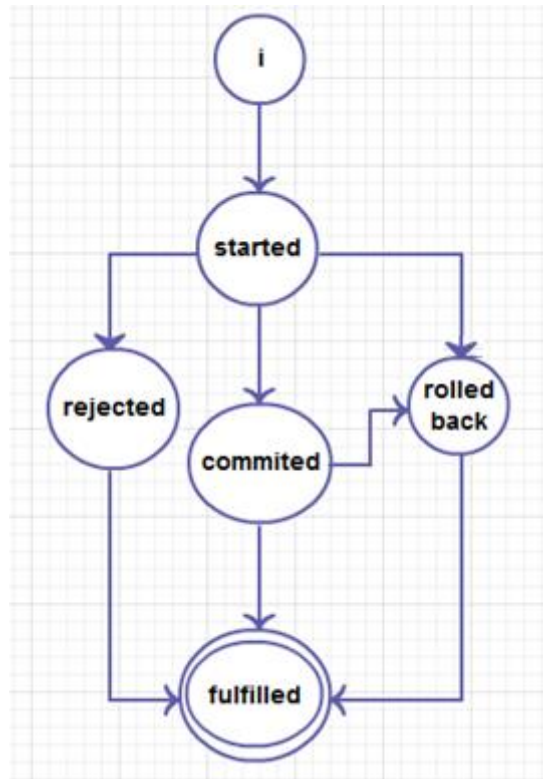 i
started
rejected
commited
rolled
back
fulfilled